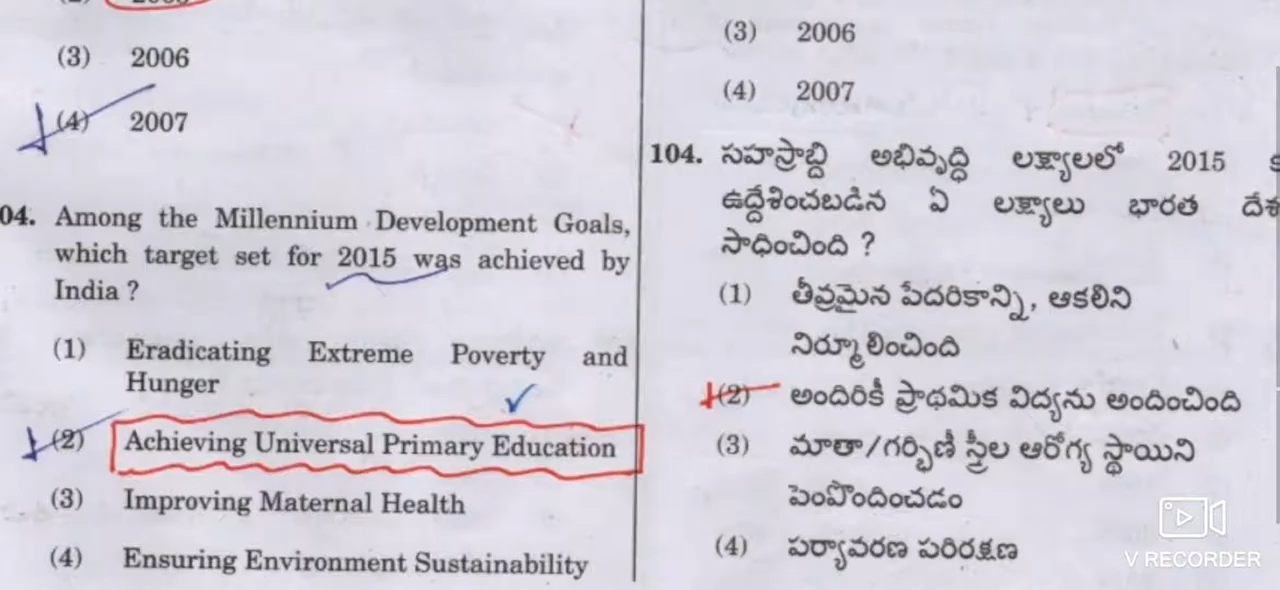 (3) 2006
(4) 2007
04. Among the Millennium Development Goals,
which target set for 2015 was achieved by
India ?
(1) Eradicating Extreme Poverty and
Hunger
(2) Achieving Universal Primary Education
(3) Improving Maternal Health
(4) Ensuring Environment Sustainability
(3) 2006
(4) 2007
104. సహస్రాబ్ది అభివృద్ధి లక్ష్యాలలో 2015
ఉద్దేశించబడిన ఏ లక్ష్యాలు భారత దేశ
సాధించింది ?
(1) తీవ్రమైన పేదరికాన్ని, ఆకలిని
నిర్మూలించింది
(2) అందిరికీ ప్రాథమిక విద్యను అందించింది
(3) మాతా/గర్భిణీ స్త్రీల ఆరోగ్య స్థాయిని
పెంపొందించడం
(4) పర్యావరణ పరిరక్షణ
V RECORDER